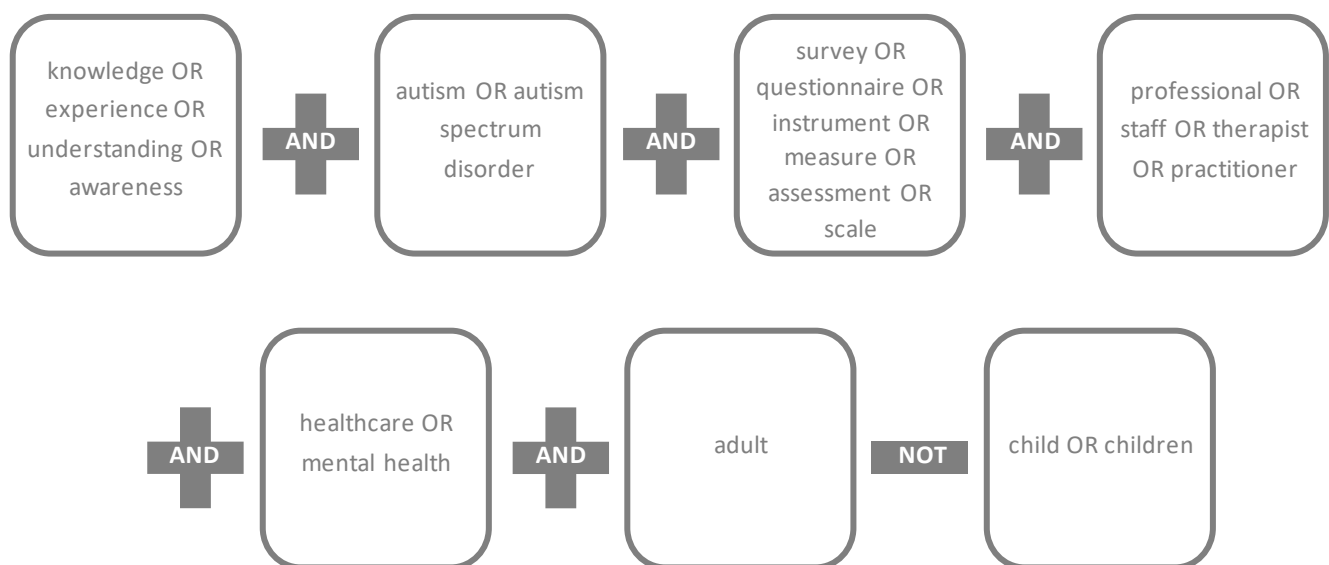 knowledge OR
experience OR
understanding OR
awareness
AND
autism OR autism
spectrum
disorder
AND
survey OR
questionnaire OR
instrument OR
measure OR
assessment OR
scale
AND
professional OR
staff OR therapist
OR practitioner
AND
healthcare OR
mental health
AND
adult
NOT
child OR children